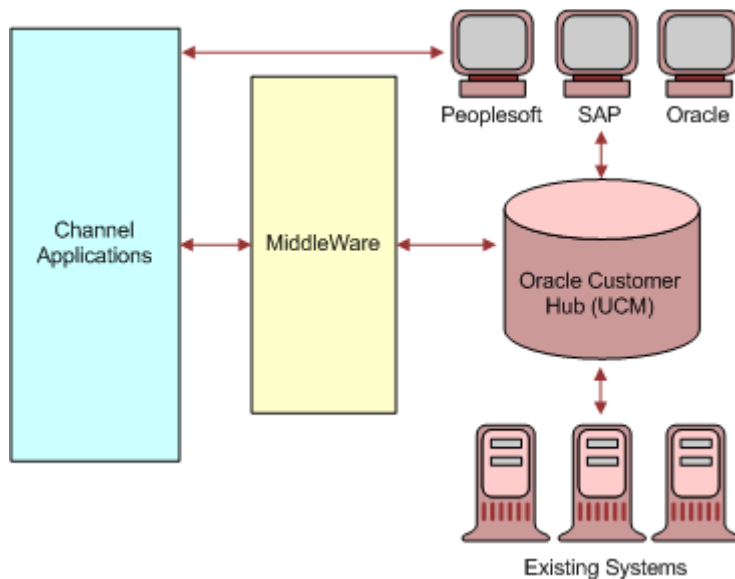 Peoplesoft
SAP
Oracle
Channel
Applications
MiddleWare
Oracle Customer
Hub (UCM)
Existing Systems